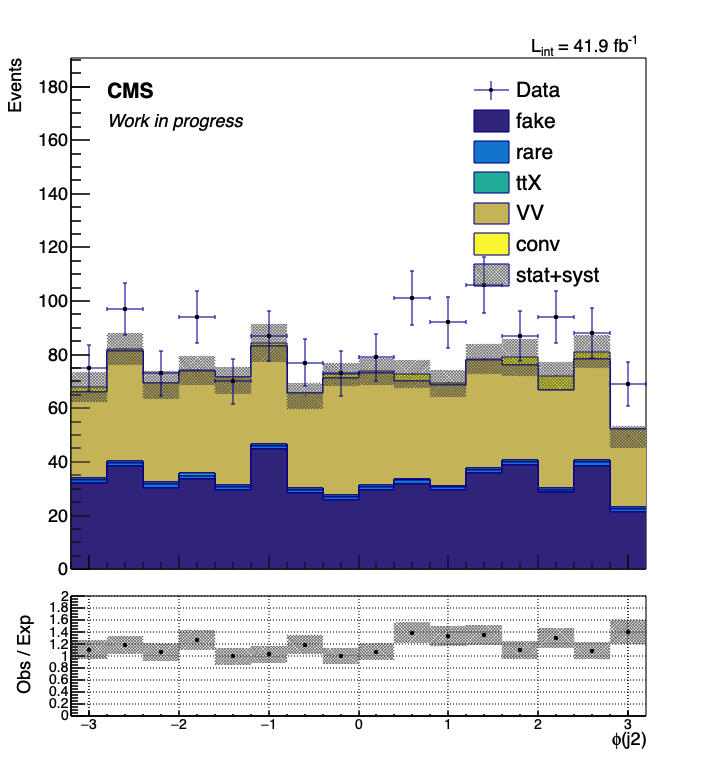 L_int = 41.9 fb⁻¹
Events
CMS
Work in progress
Data
fake
rare
ttX
VV
conv
stat+syst
180
160
140
120
100
80
60
40
20
0
Obs / Exp
2
1.8
1.6
1.4
1.2
1
0.8
0.6
0.4
0.2
0
−3 −2 −1 0 1 2 3
ϕ(j2)